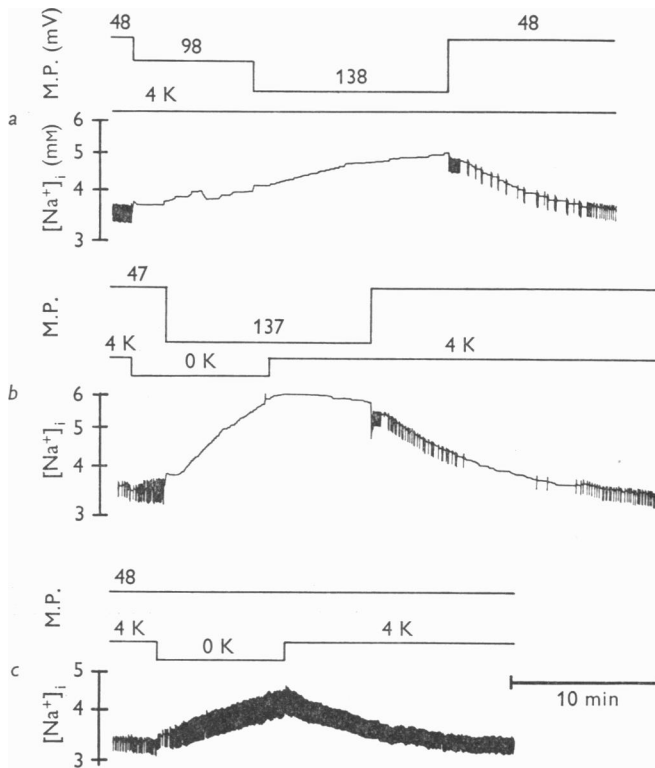 48
98
138
48
M.P. (mV)
4 K
a
[Na⁺]ᵢ (mM)
6
5
4
3
47
137
M.P.
4 K
0 K
4 K
b
[Na⁺]ᵢ
6
5
4
3
48
M.P.
4 K
0 K
4 K
c
[Na⁺]ᵢ
5
4
3
10 min